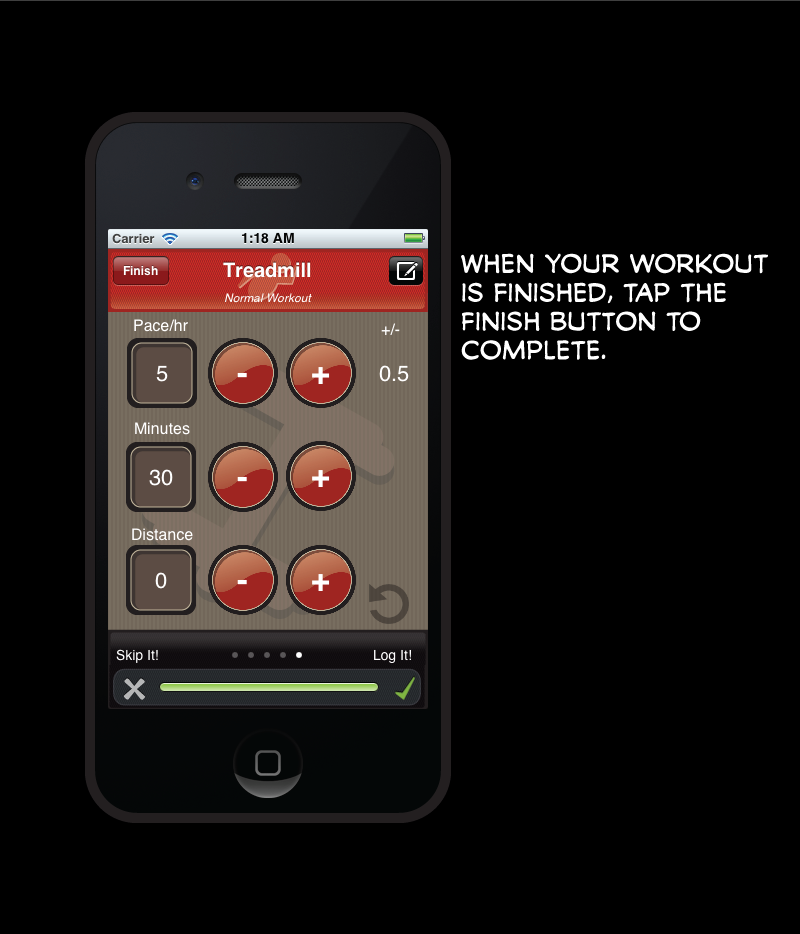 Carrier 1:18 AM
Finish Treadmill
Normal Workout
Pace/hr +/-
5 - + 0.5
Minutes
30 - +
Distance
0 - +
Skip It! Log It!
WHEN YOUR WORKOUT
IS FINISHED, TAP THE
FINISH BUTTON TO
COMPLETE.